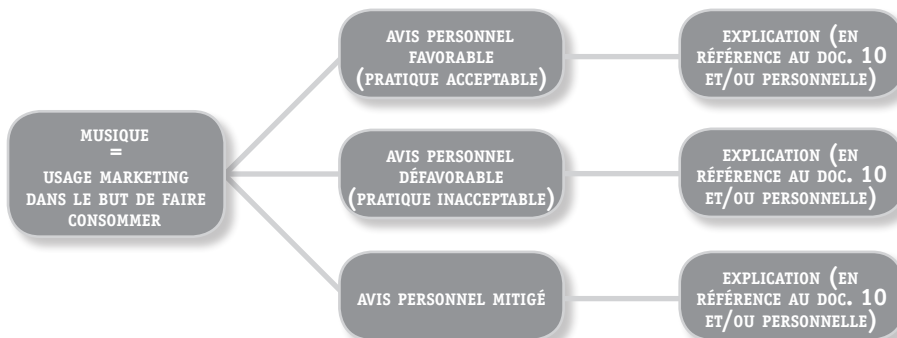 MUSIQUE
=
USAGE MARKETING
DANS LE BUT DE FAIRE
CONSOMMER
AVIS PERSONNEL
FAVORABLE
(PRATIQUE ACCEPTABLE)
EXPLICATION (EN
RÉFÉRENCE AU DOC. 10
ET/OU PERSONNELLE)
AVIS PERSONNEL
DÉFAVORABLE
(PRATIQUE INACCEPTABLE)
EXPLICATION (EN
RÉFÉRENCE AU DOC. 10
ET/OU PERSONNELLE)
AVIS PERSONNEL MITIGÉ
EXPLICATION (EN
RÉFÉRENCE AU DOC. 10
ET/OU PERSONNELLE)